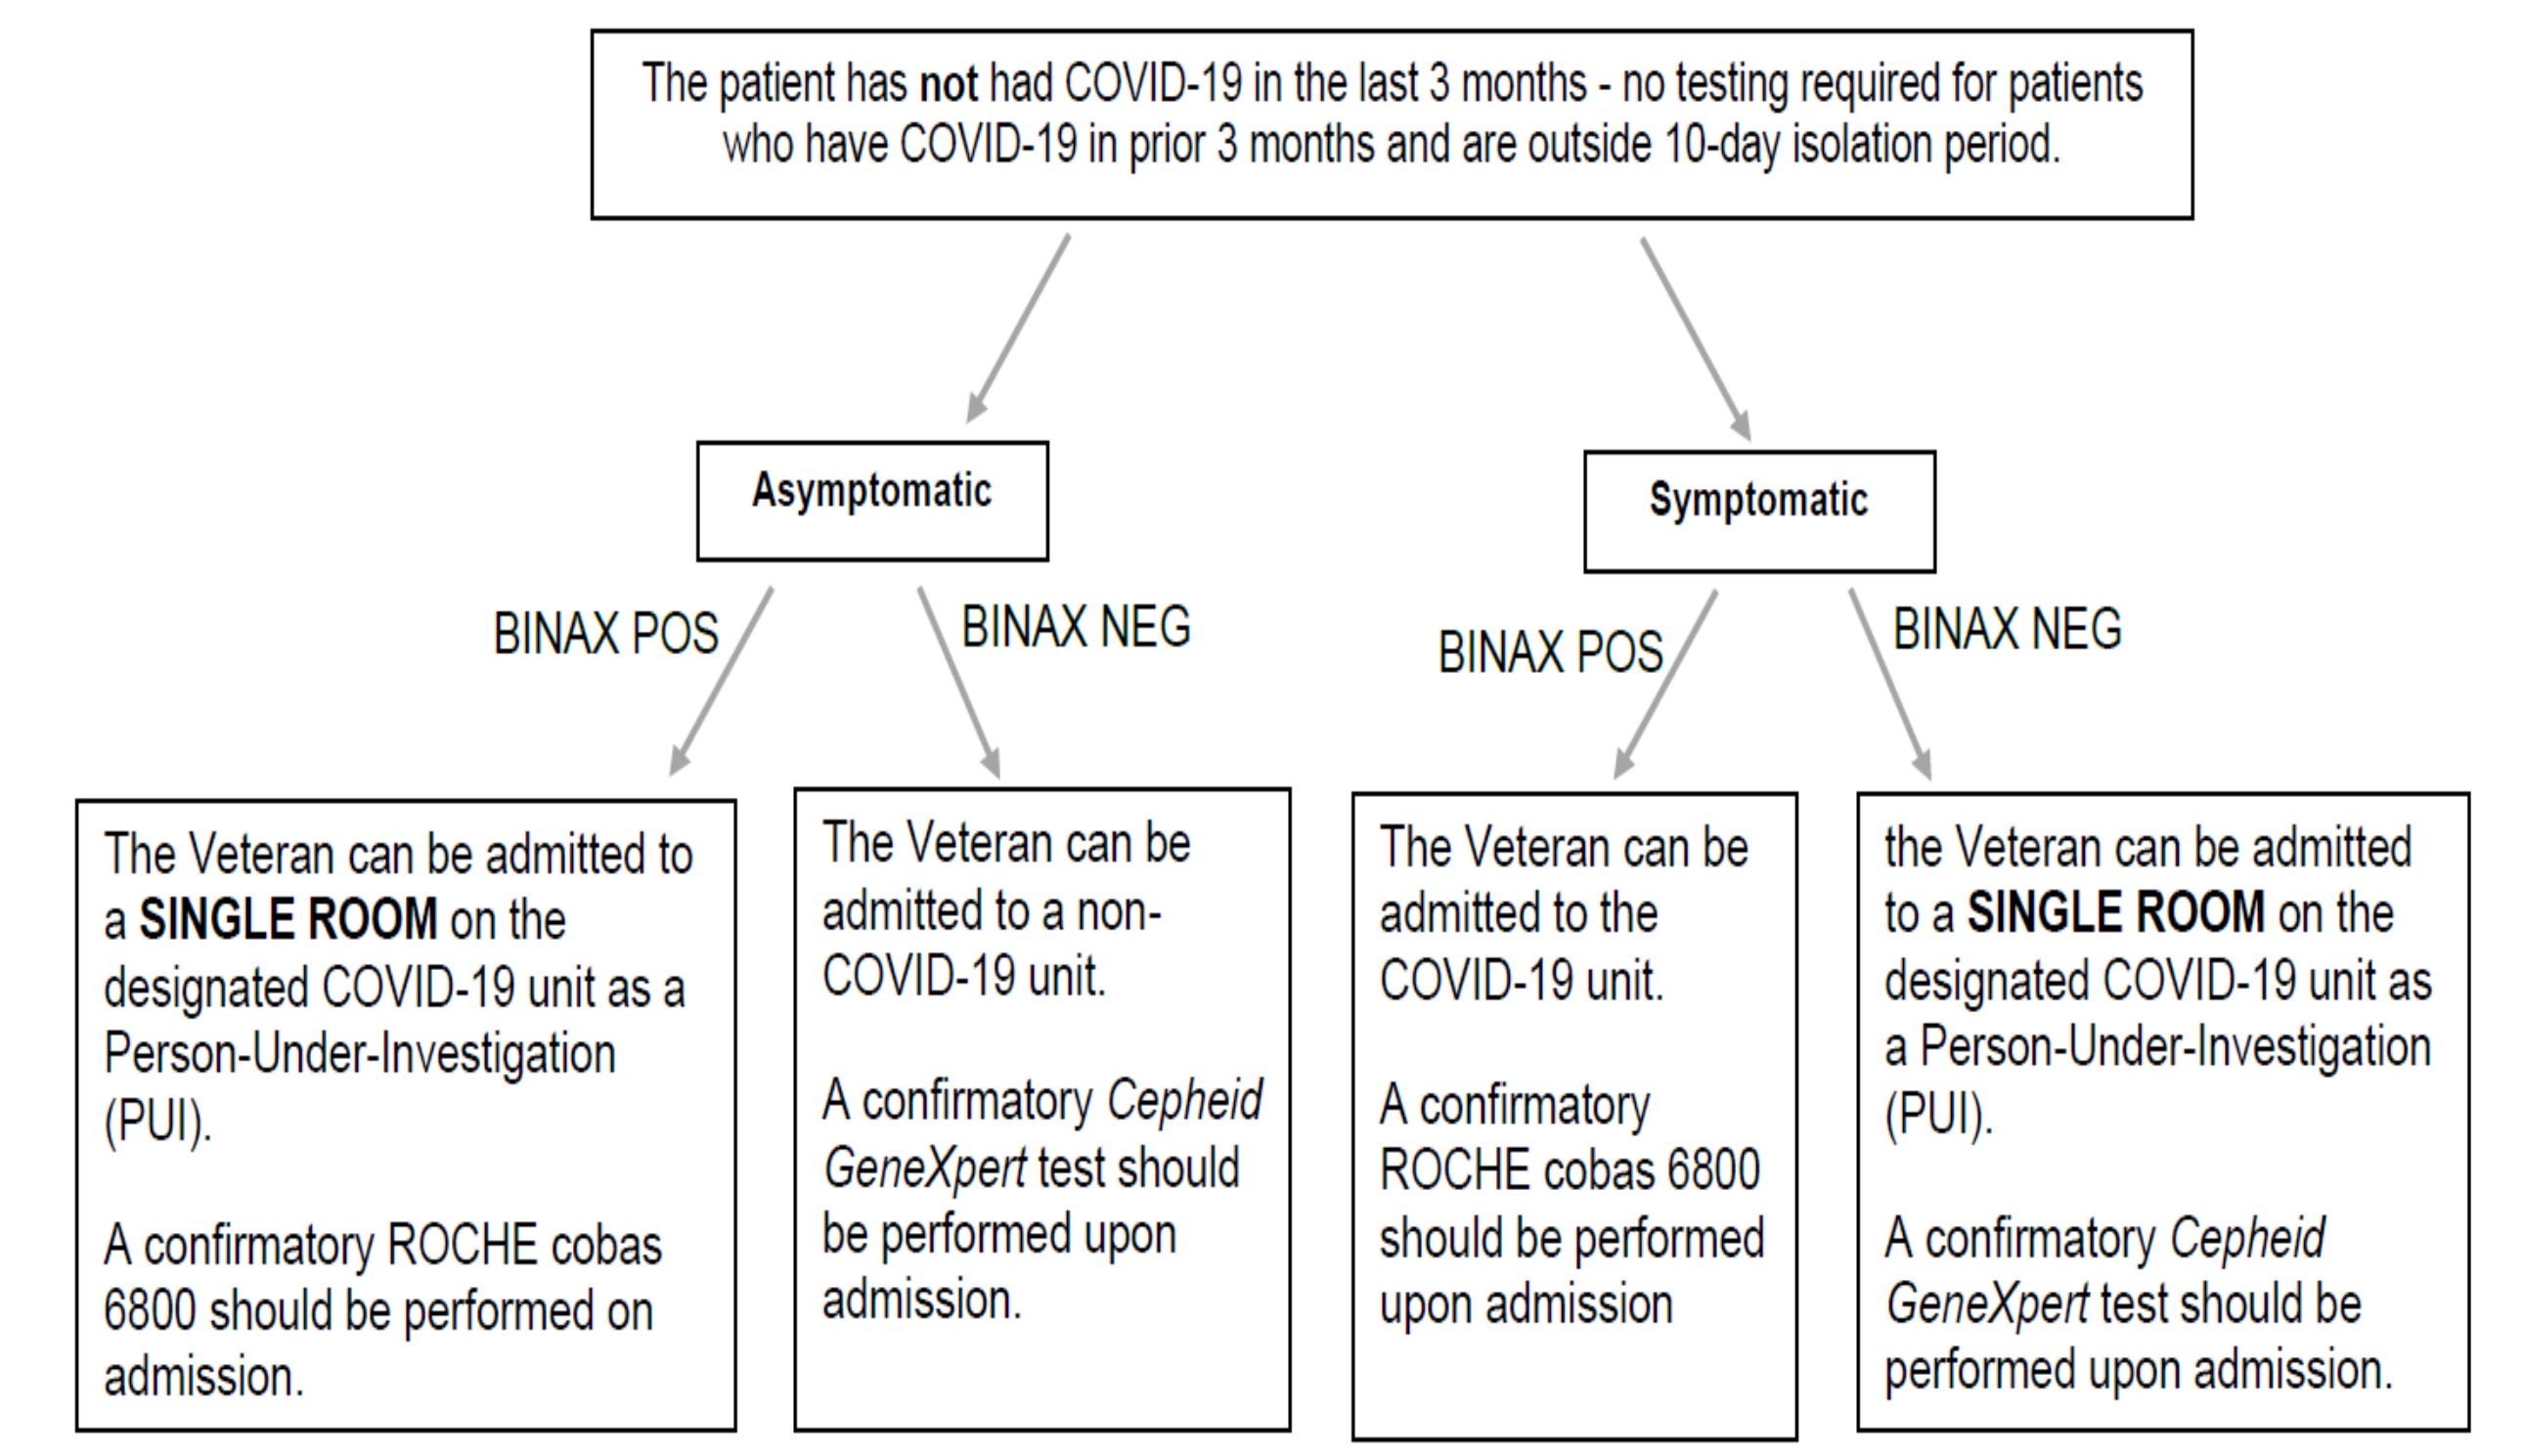 The patient has not had COVID-19 in the last 3 months - no testing required for patients
who have COVID-19 in prior 3 months and are outside 10-day isolation period.
Asymptomatic
Symptomatic
BINAX POS
BINAX NEG
BINAX POS
BINAX NEG
The Veteran can be admitted to
a SINGLE ROOM on the
designated COVID-19 unit as a
Person-Under-Investigation
(PUI).
A confirmatory ROCHE cobas
6800 should be performed on
admission.
The Veteran can be
admitted to a non-
COVID-19 unit.
A confirmatory Cepheid
GeneXpert test should
be performed upon
admission.
The Veteran can be
admitted to the
COVID-19 unit.
A confirmatory
ROCHE cobas 6800
should be performed
upon admission
the Veteran can be admitted
to a SINGLE ROOM on the
designated COVID-19 unit as
a Person-Under-Investigation
(PUI).
A confirmatory Cepheid
GeneXpert test should be
performed upon admission.